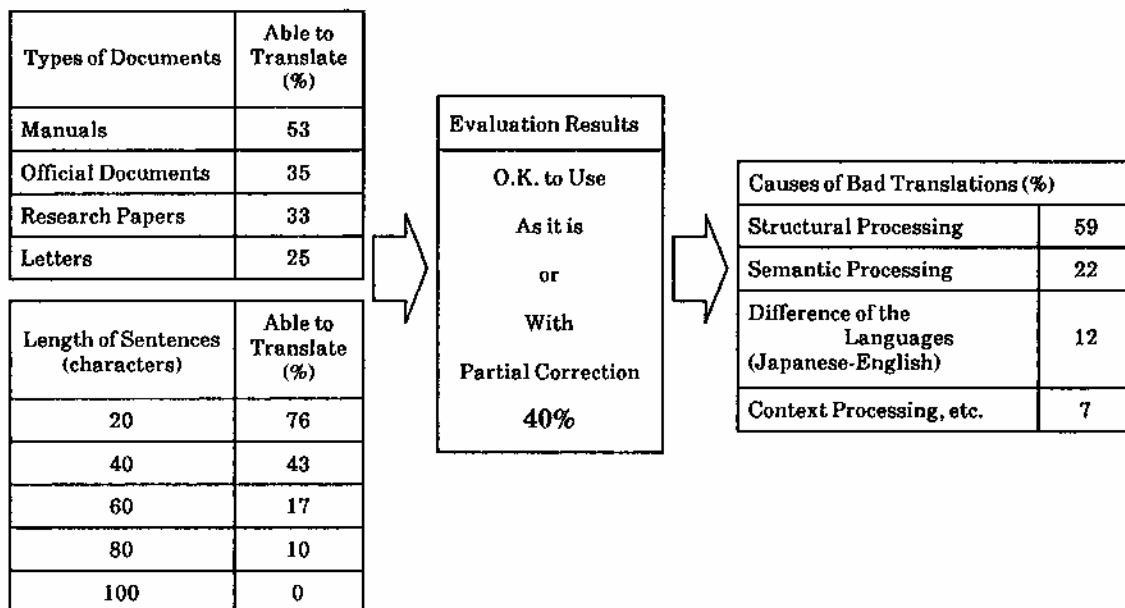 Types of Documents
Able to
Translate
(%)
Manuals 53
Official Documents 35
Research Papers 33
Letters 25
Length of Sentences
(characters)
Able to
Translate
(%)
20 76
40 43
60 17
80 10
100 0
Evaluation Results
O.K. to Use
As it is
or
With
Partial Correction
40%
Causes of Bad Translations (%)
Structural Processing 59
Semantic Processing 22
Difference of the
Languages
(Japanese-English)
12
Context Processing, etc. 7